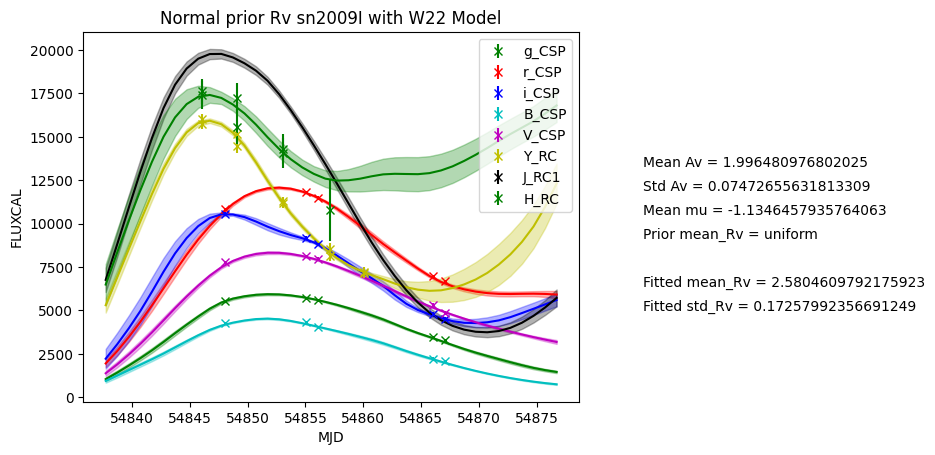 Normal prior Rv sn2009I with W22 Model
20000
17500
15000
12500
10000
7500
5000
2500
0
FLUXCAL
g_CSP
r_CSP
i_CSP
B_CSP
V_CSP
Y_RC
J_RC1
H_RC
54840
54845
54850
54855
54860
54865
54870
54875
MJD
Mean Av = 1.996480976802025
Std Av = 0.07472655631813309
Mean mu = -1.1346457935764063
Prior mean_Rv = uniform
Fitted mean_Rv = 2.5804609792175923
Fitted std_Rv = 0.17257992356691249